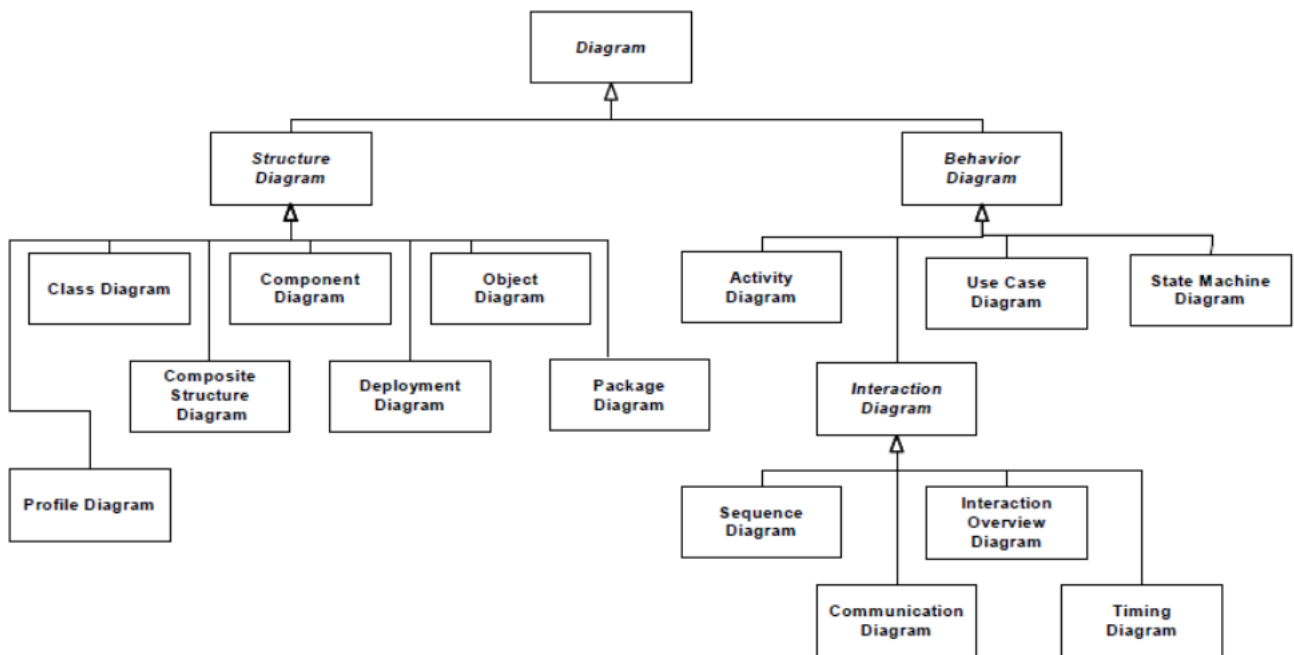 Diagram
Structure
Diagram
Behavior
Diagram
Class Diagram
Component
Diagram
Object
Diagram
Activity
Diagram
Use Case
Diagram
State Machine
Diagram
Composite
Structure
Diagram
Deployment
Diagram
Package
Diagram
Interaction
Diagram
Profile Diagram
Sequence
Diagram
Interaction
Overview
Diagram
Communication
Diagram
Timing
Diagram